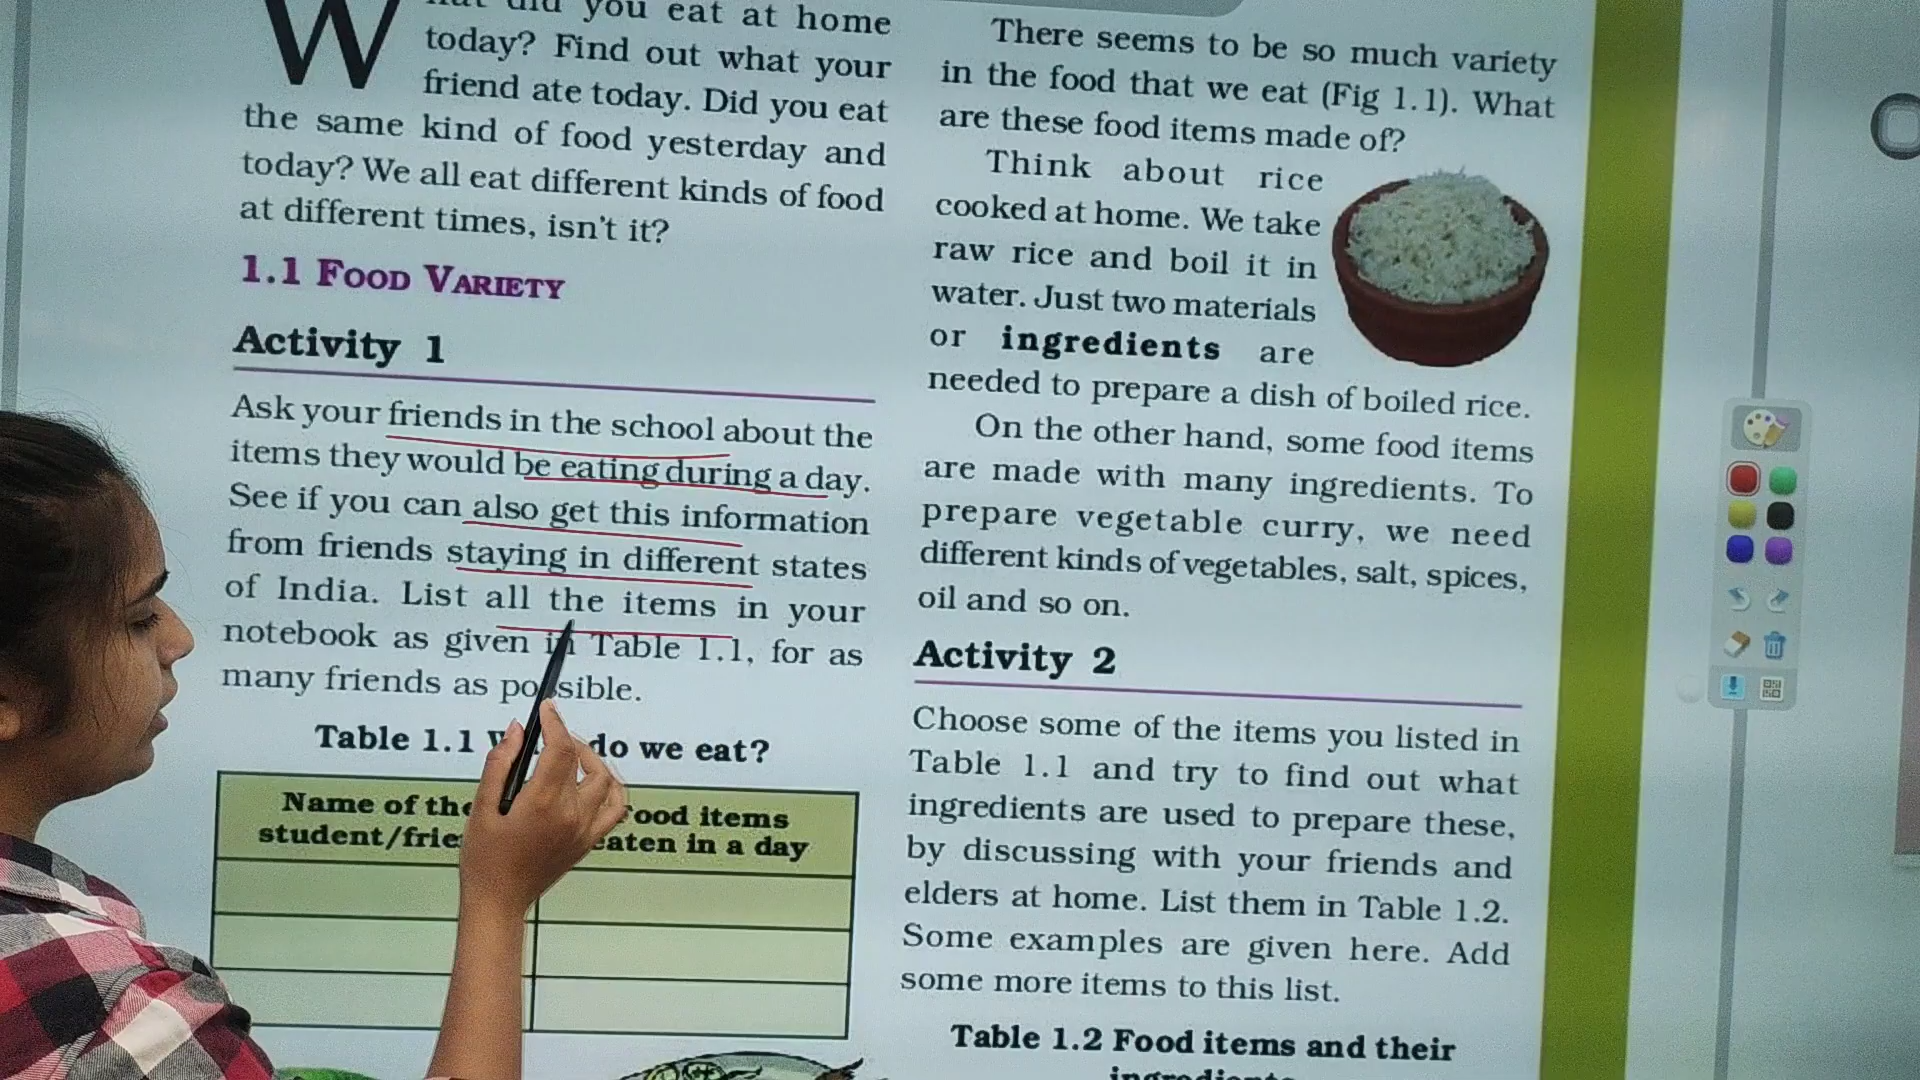 W
you eat at home
today? Find out what your
friend ate today. Did you eat
the same kind of food yesterday and
today? We all eat different kinds of food
at different times, isn't it?
1.1 FOOD VARIETY
Activity 1
Ask your friends in the school about the
items they would be eating during a day.
See if you can also get this information
from friends staying in different states
of India. List all the items in your
notebook as given in Table 1.1, for as
many friends as possible.
Table 1.1 do we eat?
Name of the
student/frie
Food items
eaten in a day
There seems to be so much variety
in the food that we eat (Fig 1.1). What
are these food items made of?
Think about rice
cooked at home. We take
raw rice and boil it in
water. Just two materials
or ingredients are
needed to prepare a dish of boiled rice.
On the other hand, some food items
are made with many ingredients. To
prepare vegetable curry, we need
different kinds of vegetables, salt, spices,
oil and so on.
Activity 2
Choose some of the items you listed in
Table 1.1 and try to find out what
ingredients are used to prepare these,
by discussing with your friends and
elders at home. List them in Table 1.2.
Some examples are given here. Add
some more items to this list.
Table 1.2 Food items and their
ingredients